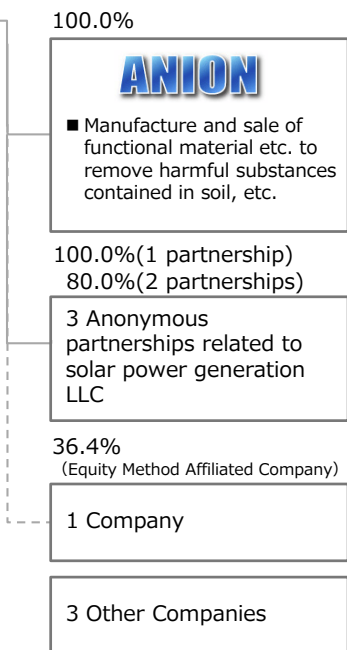 100.0%
ANION
■ Manufacture and sale of
functional material etc. to
remove harmful substances
contained in soil, etc.
100.0%(1 partnership)
80.0%(2 partnerships)
3 Anonymous
partnerships related to
solar power generation
LLC
36.4%
（Equity Method Affiliated Company）
1 Company
3 Other Companies